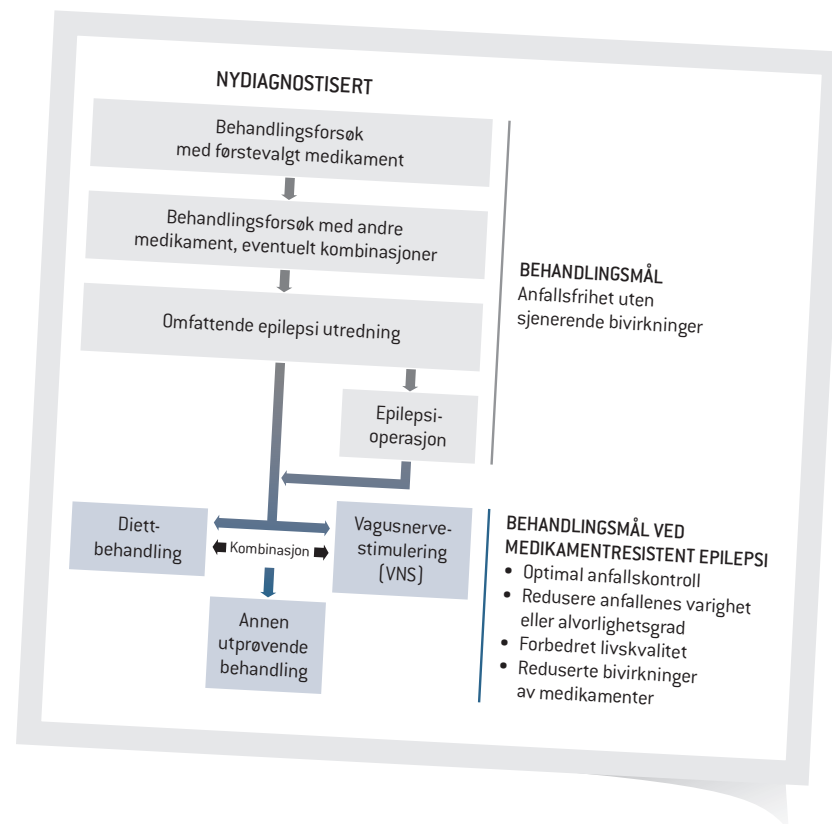 NYDIAGNOSTISERT
Behandlingsforsøk
med førstevalgt medikament
Behandlingsforsøk med andre
medikament, eventuelt kombinasjoner
Omfattende epilepsi utredning
Epilepsi-
operasjon
BEHANDLINGSMÅL
Anfallsfrihet uten
sjenerende bivirkninger
Diett-
behandling
Kombinasjon
Vagusnerve-
stimulering
(VNS)
Annen
utprøvende
behandling
BEHANDLINGSMÅL VED
MEDIKAMENTRESISTENT EPILEPSI
• Optimal anfallskontroll
• Redusere anfallenes varighet
eller alvorlighetsgrad
• Forbedret livskvalitet
• Reduserte bivirkninger
av medikamenter